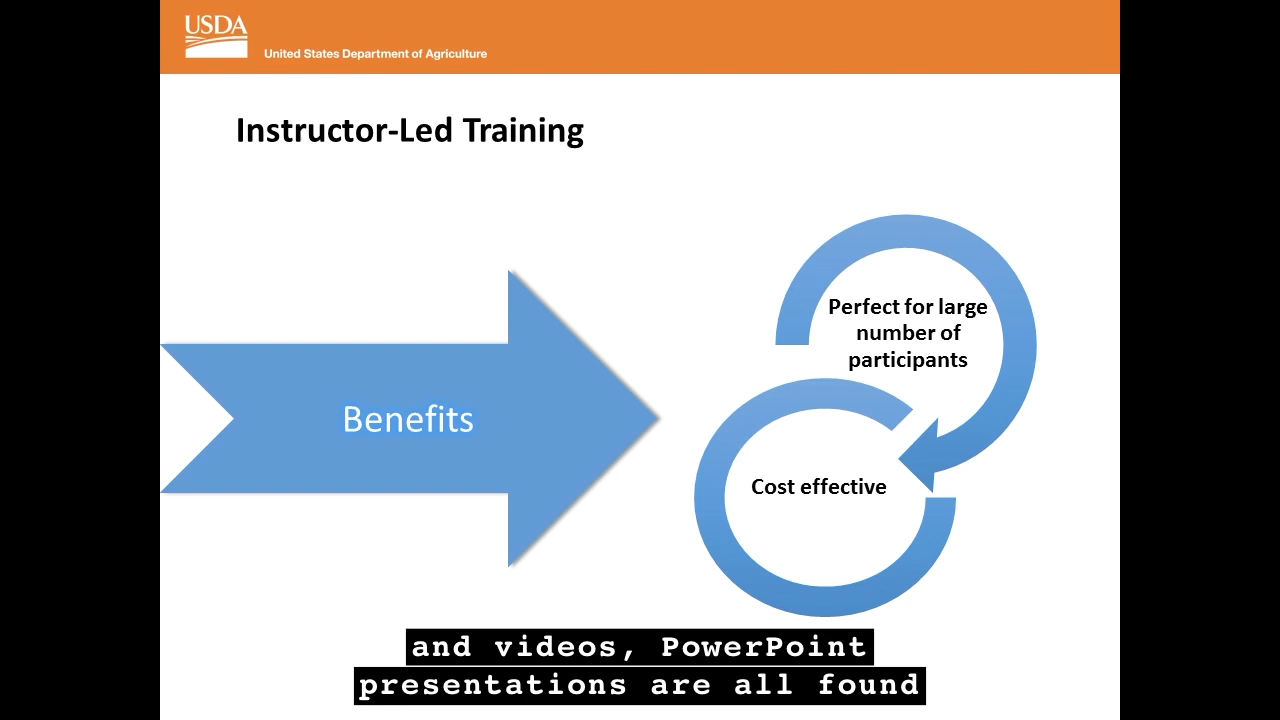 USDA
United States Department of Agriculture
Instructor-Led Training
Benefits
Perfect for large
number of
participants
Cost effective
and videos, PowerPoint
presentations are all found